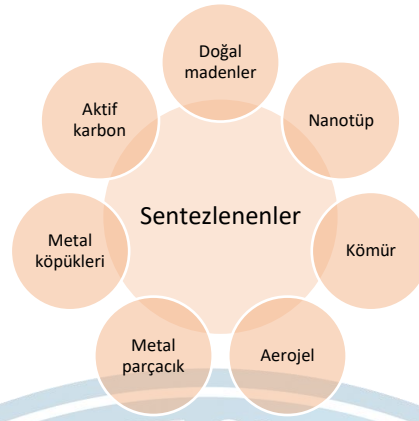 Doğal
madenler
Aktif
karbon
Nanotüp
Sentezlenenler
Metal
köpükleri
Kömür
Metal
parçacık
Aerojel